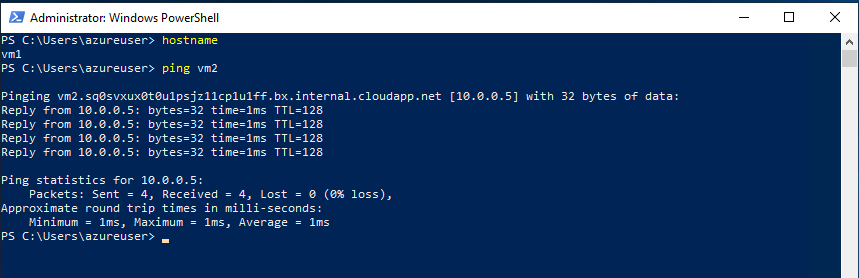 Administrator: Windows PowerShell
PS C:\Users\azureuser> hostname
vm1
PS C:\Users\azureuser> ping vm2
Pinging vm2.sq0svxux0t0u1psjz11cp1u1ff.bx.internal.cloudapp.net [10.0.0.5] with 32 bytes of data:
Reply from 10.0.0.5: bytes=32 time=1ms TTL=128
Reply from 10.0.0.5: bytes=32 time=1ms TTL=128
Reply from 10.0.0.5: bytes=32 time=1ms TTL=128
Reply from 10.0.0.5: bytes=32 time=1ms TTL=128
Ping statistics for 10.0.0.5:
    Packets: Sent = 4, Received = 4, Lost = 0 (0% loss),
Approximate round trip times in milli-seconds:
    Minimum = 1ms, Maximum = 1ms, Average = 1ms
PS C:\Users\azureuser>